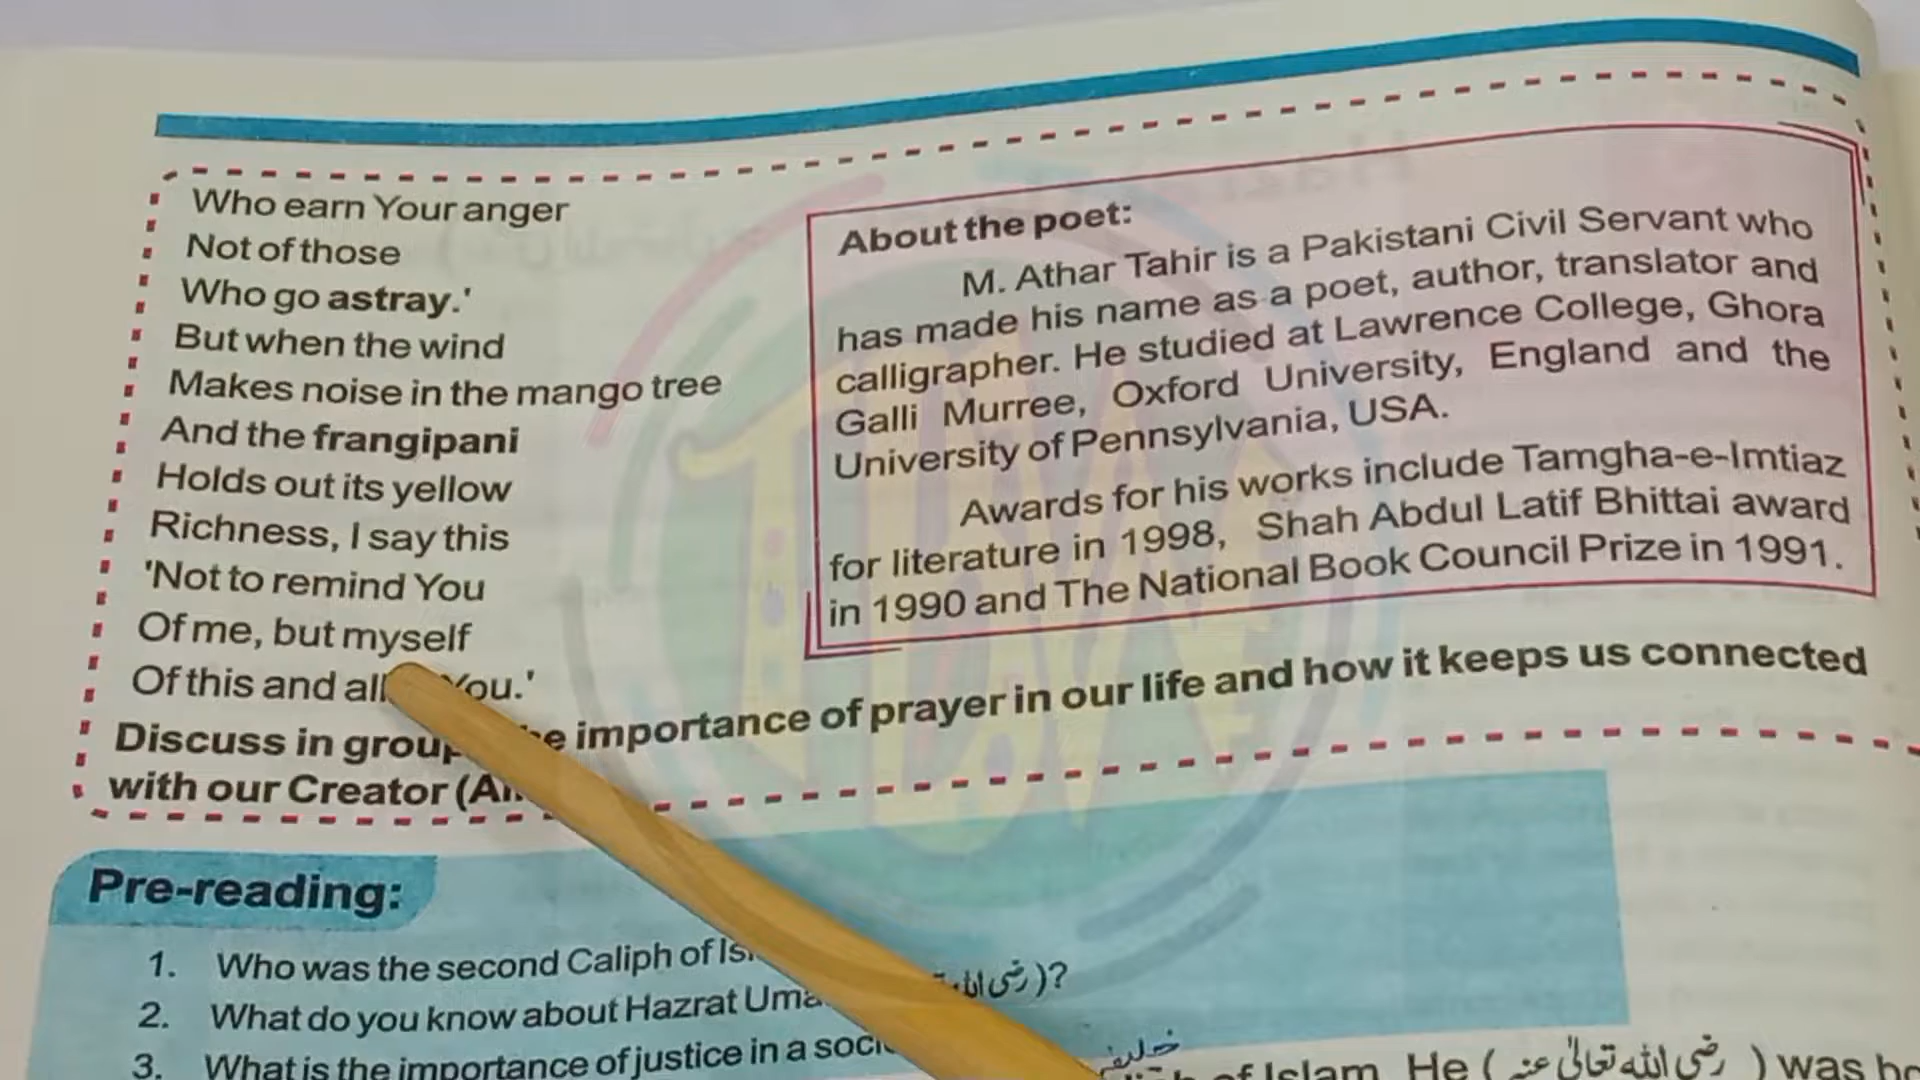 Who earn Your anger
Not of those
Who go astray.'
But when the wind
Makes noise in the mango tree
And the frangipani
Holds out its yellow
Richness, I say this
'Not to remind You
Of me, but myself
Of this and all You.'
About the poet:
M. Athar Tahir is a Pakistani Civil Servant who
has made his name as a poet, author, translator and
calligrapher. He studied at Lawrence College, Ghora
Galli Murree, Oxford University, England and the
University of Pennsylvania, USA.
Awards for his works include Tamgha-e-Imtiaz
for literature in 1998, Shah Abdul Latif Bhittai award
in 1990 and The National Book Council Prize in 1991.
Discuss in importance of prayer in our life and how it keeps us connected
with our Creator
Pre-reading:
1. Who was the second Caliph of
2. What do you know about Hazrat
3. What is the importance of justice in a
of Islam. He (رضی اللہ تعالیٰ عنہ) was